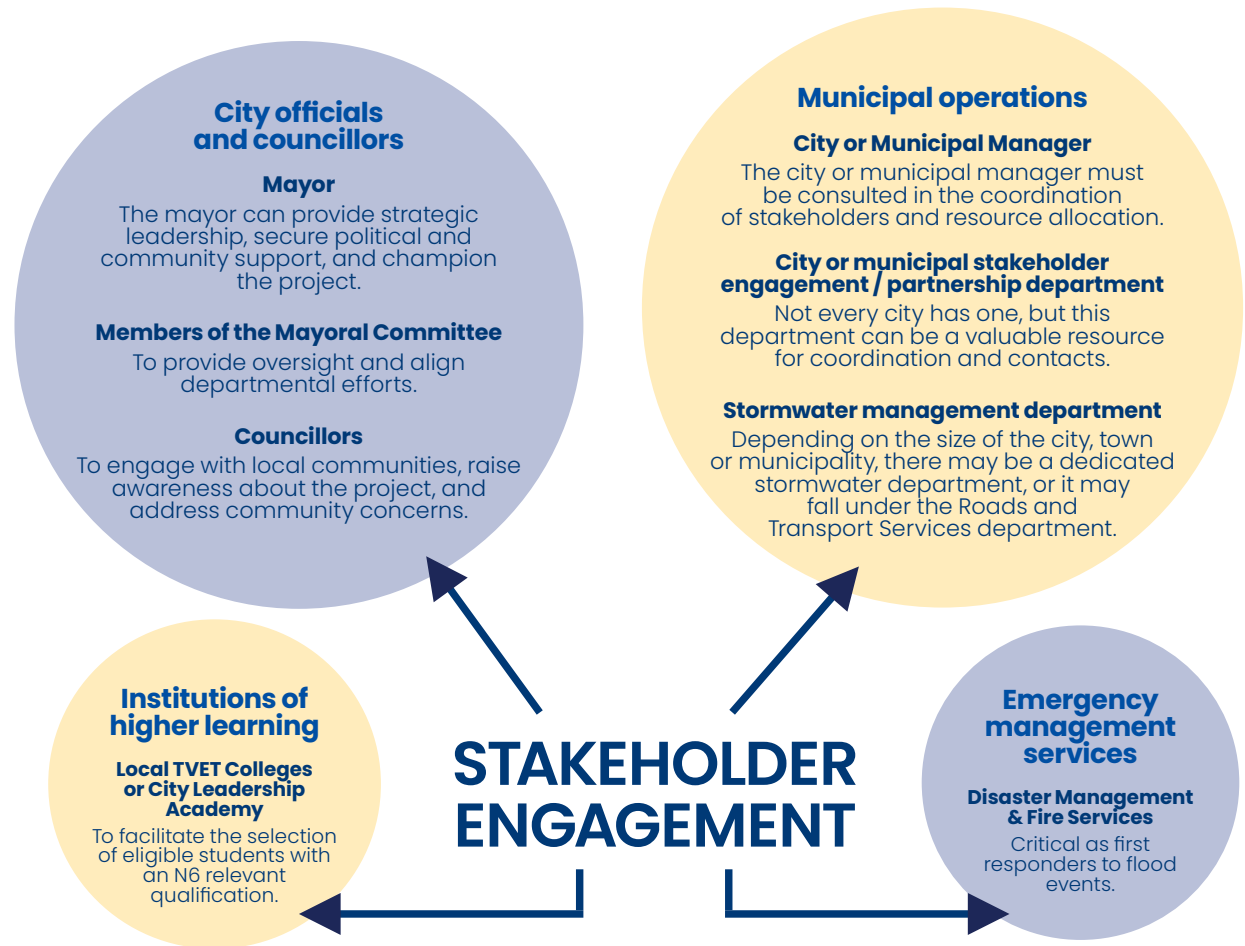 City officials
and councillors
Mayor
The mayor can provide strategic
leadership, secure political and
community support, and champion
the project.
Members of the Mayoral Committee
To provide oversight and align
departmental efforts.
Councillors
To engage with local communities, raise
awareness about the project, and
address community concerns.
Municipal operations
City or Municipal Manager
The city or municipal manager must
be consulted in the coordination
of stakeholders and resource allocation.
City or municipal stakeholder
engagement / partnership department
Not every city has one, but this
department can be a valuable resource
for coordination and contacts.
Stormwater management department
Depending on the size of the city, town
or municipality, there may be a dedicated
stormwater department, or it may
fall under the Roads and
Transport Services department.
Institutions of
higher learning
Local TVET Colleges
or City Leadership
Academy
To facilitate the selection
of eligible students with
an N6 relevant
qualification.
STAKEHOLDER
ENGAGEMENT
Emergency
management
services
Disaster Management
& Fire Services
Critical as first
responders to flood
events.